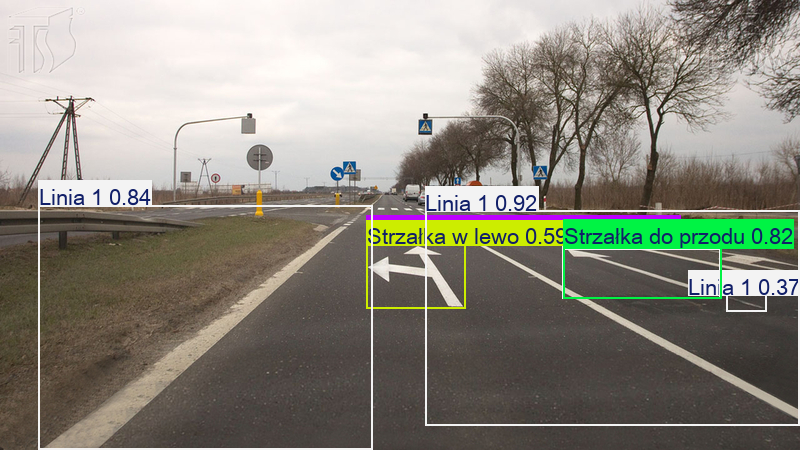 Linia 1 0.84
Linia 1 0.92
Strzałka w lewo 0.59
Strzałka do przodu 0.82
Linia 1 0.37